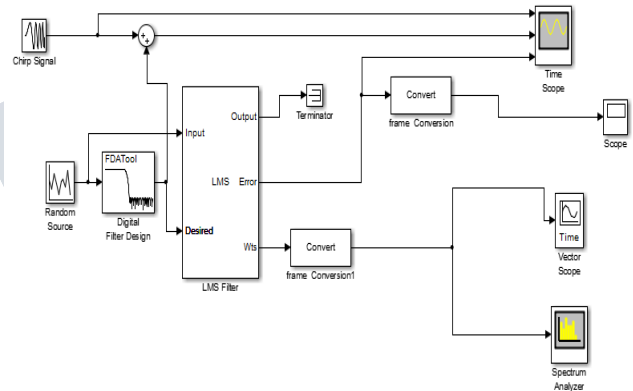 Chirp Signal
+
+
Time
Scope
Convert
frame Conversion
Scope
Terminator
Output
Input
LMS
Error
Desired
Wts
LMS Filter
FDATool
Digital
Filter Design
Random
Source
Convert
frame Conversion1
Time
Vector
Scope
Spectrum
Analyzer